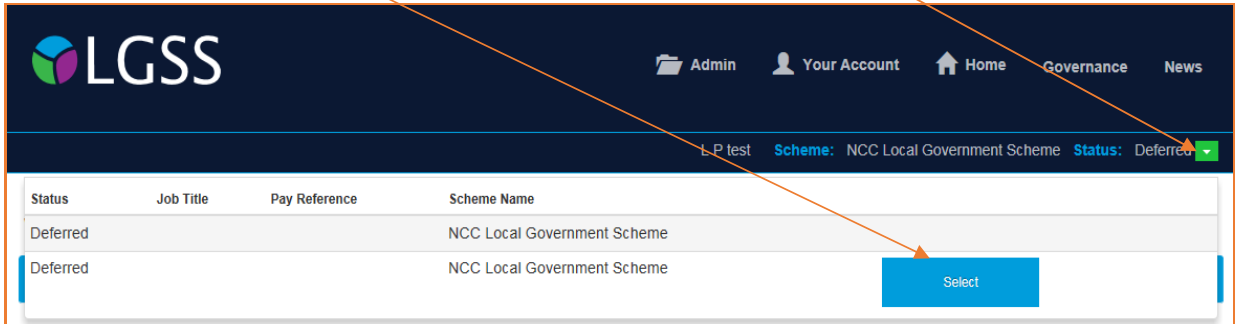 LGSS
Admin Your Account Home Governance News
L P test Scheme: NCC Local Government Scheme Status: Deferred
Status Job Title Pay Reference Scheme Name
Deferred NCC Local Government Scheme
Deferred NCC Local Government Scheme
Select